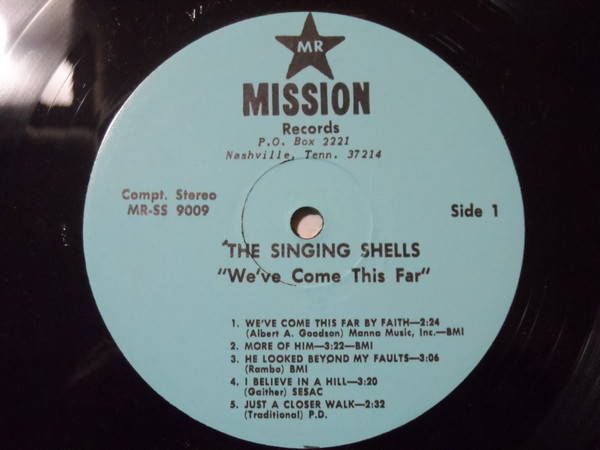 MR
MISSION
Records
P.O. Box 2221
Nashville, Tenn. 37214
Compt. Stereo
MR-SS 9009
Side 1
THE SINGING SHELLS
"We've Come This Far"
1. WE'VE COME THIS FAR BY FAITH—2:24
(Albert A. Goodson) Manna Music, Inc.—BMI
2. MORE OF HIM—3:22—BMI
3. HE LOOKED BEYOND MY FAULTS—3:06
(Rambo) BMI
4. I BELIEVE IN A HILL—3:20
(Gaither) SESAC
5. JUST A CLOSER WALK—2:32
(Traditional) P.D.